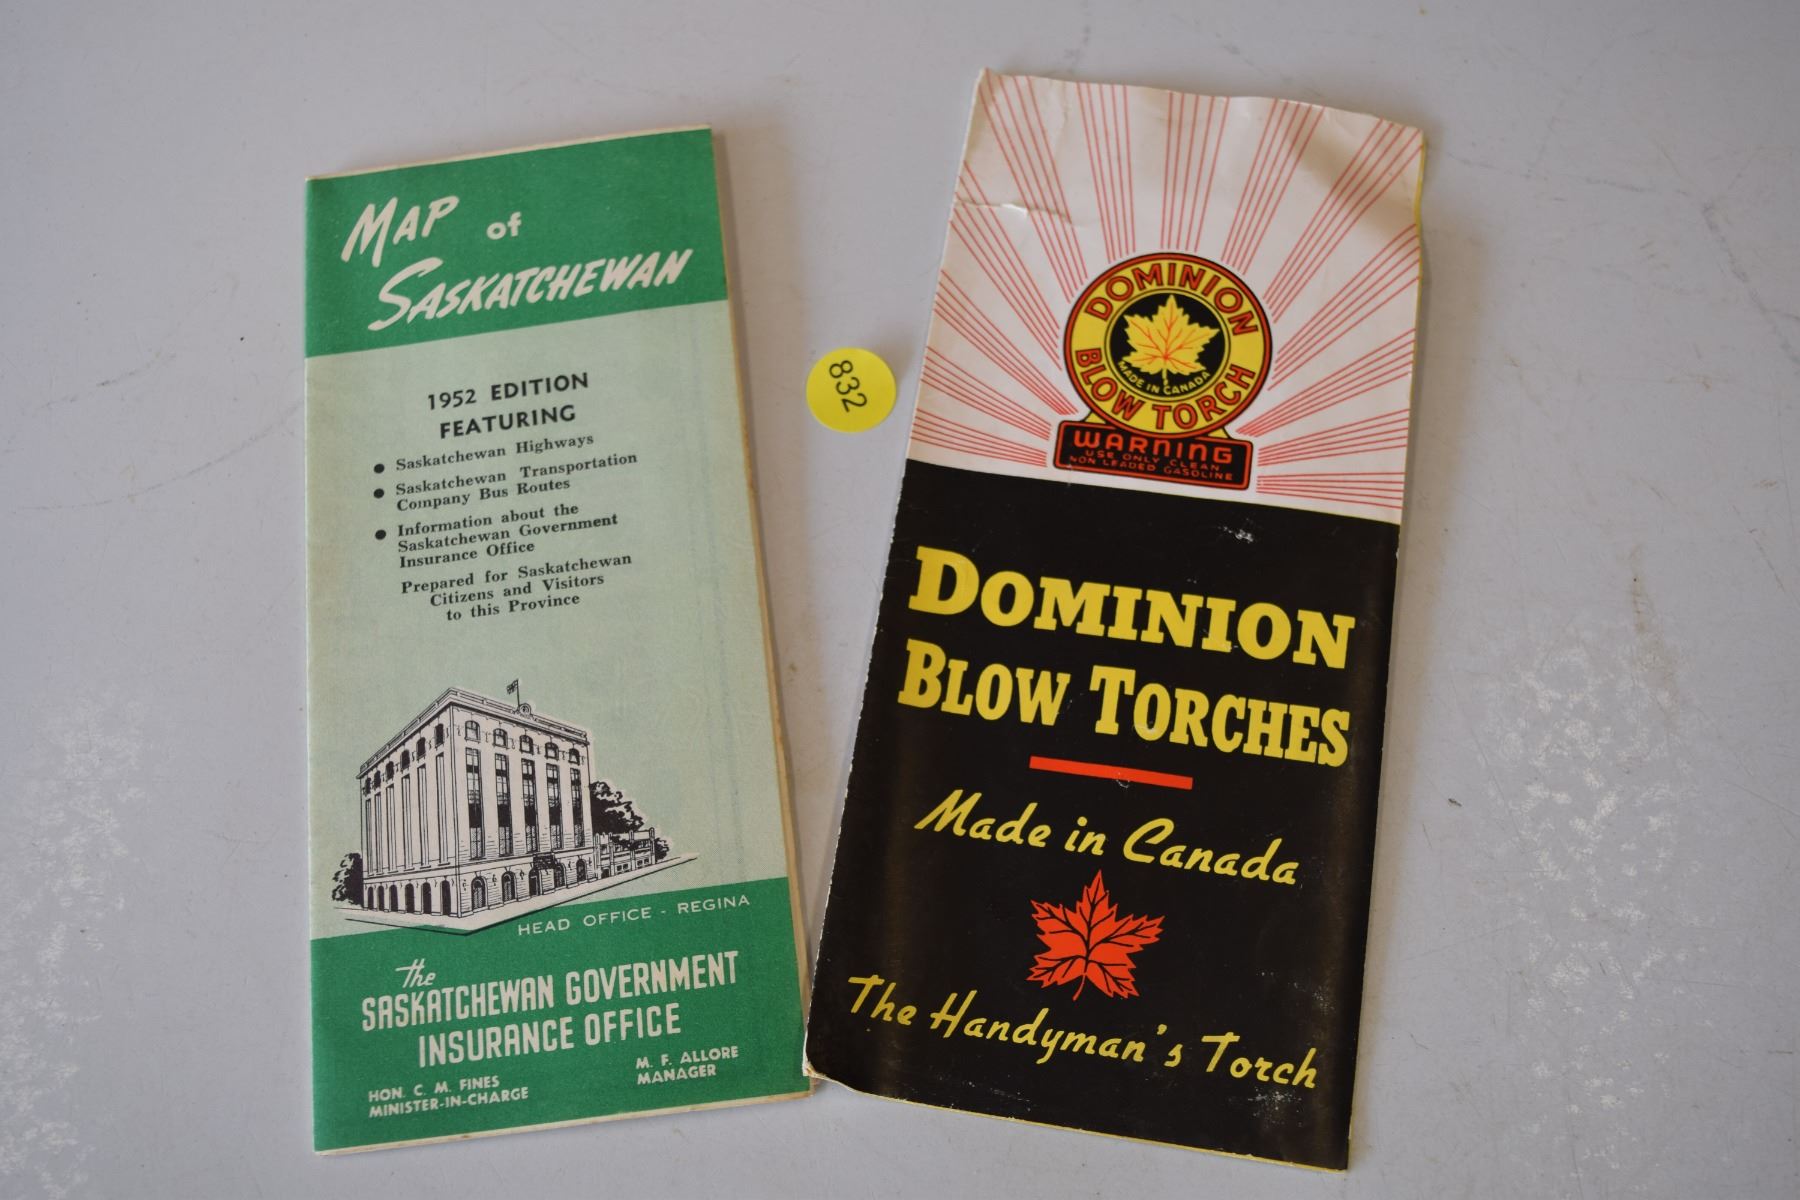 MAP of
SASKATCHEWAN
1952 EDITION
FEATURING
● Saskatchewan Highways
● Saskatchewan Transportation
Company Bus Routes
● Information about the
Saskatchewan Government
Insurance Office
Prepared for Saskatchewan
Citizens and Visitors
to this Province
HEAD OFFICE - REGINA
the
SASKATCHEWAN GOVERNMENT
INSURANCE OFFICE
HON. C. M. FINES
MINISTER-IN-CHARGE
M. F. ALLORE
MANAGER
832
DOMINION
MADE IN CANADA
BLOW TORCH
WARNING
USE ONLY CLEAN
NON LEADED GASOLINE
DOMINION
BLOW TORCHES
Made in Canada
The Handyman's Torch